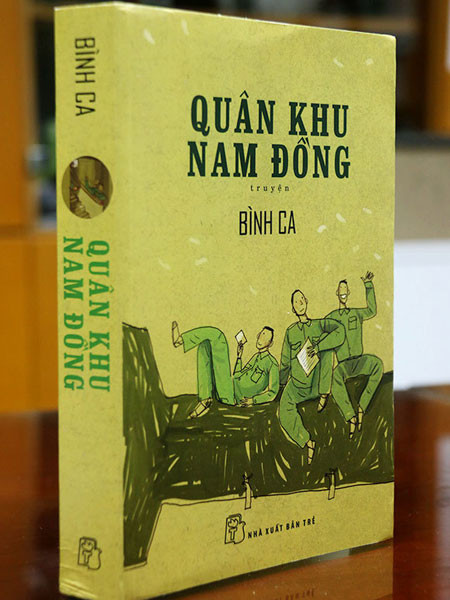 BÌNH CA
QUÂN KHU
NAM ĐỒNG
QUÂN KHU
NAM ĐỒNG
truyện
BÌNH CA
NHÀ XUẤT BẢN TRẺ